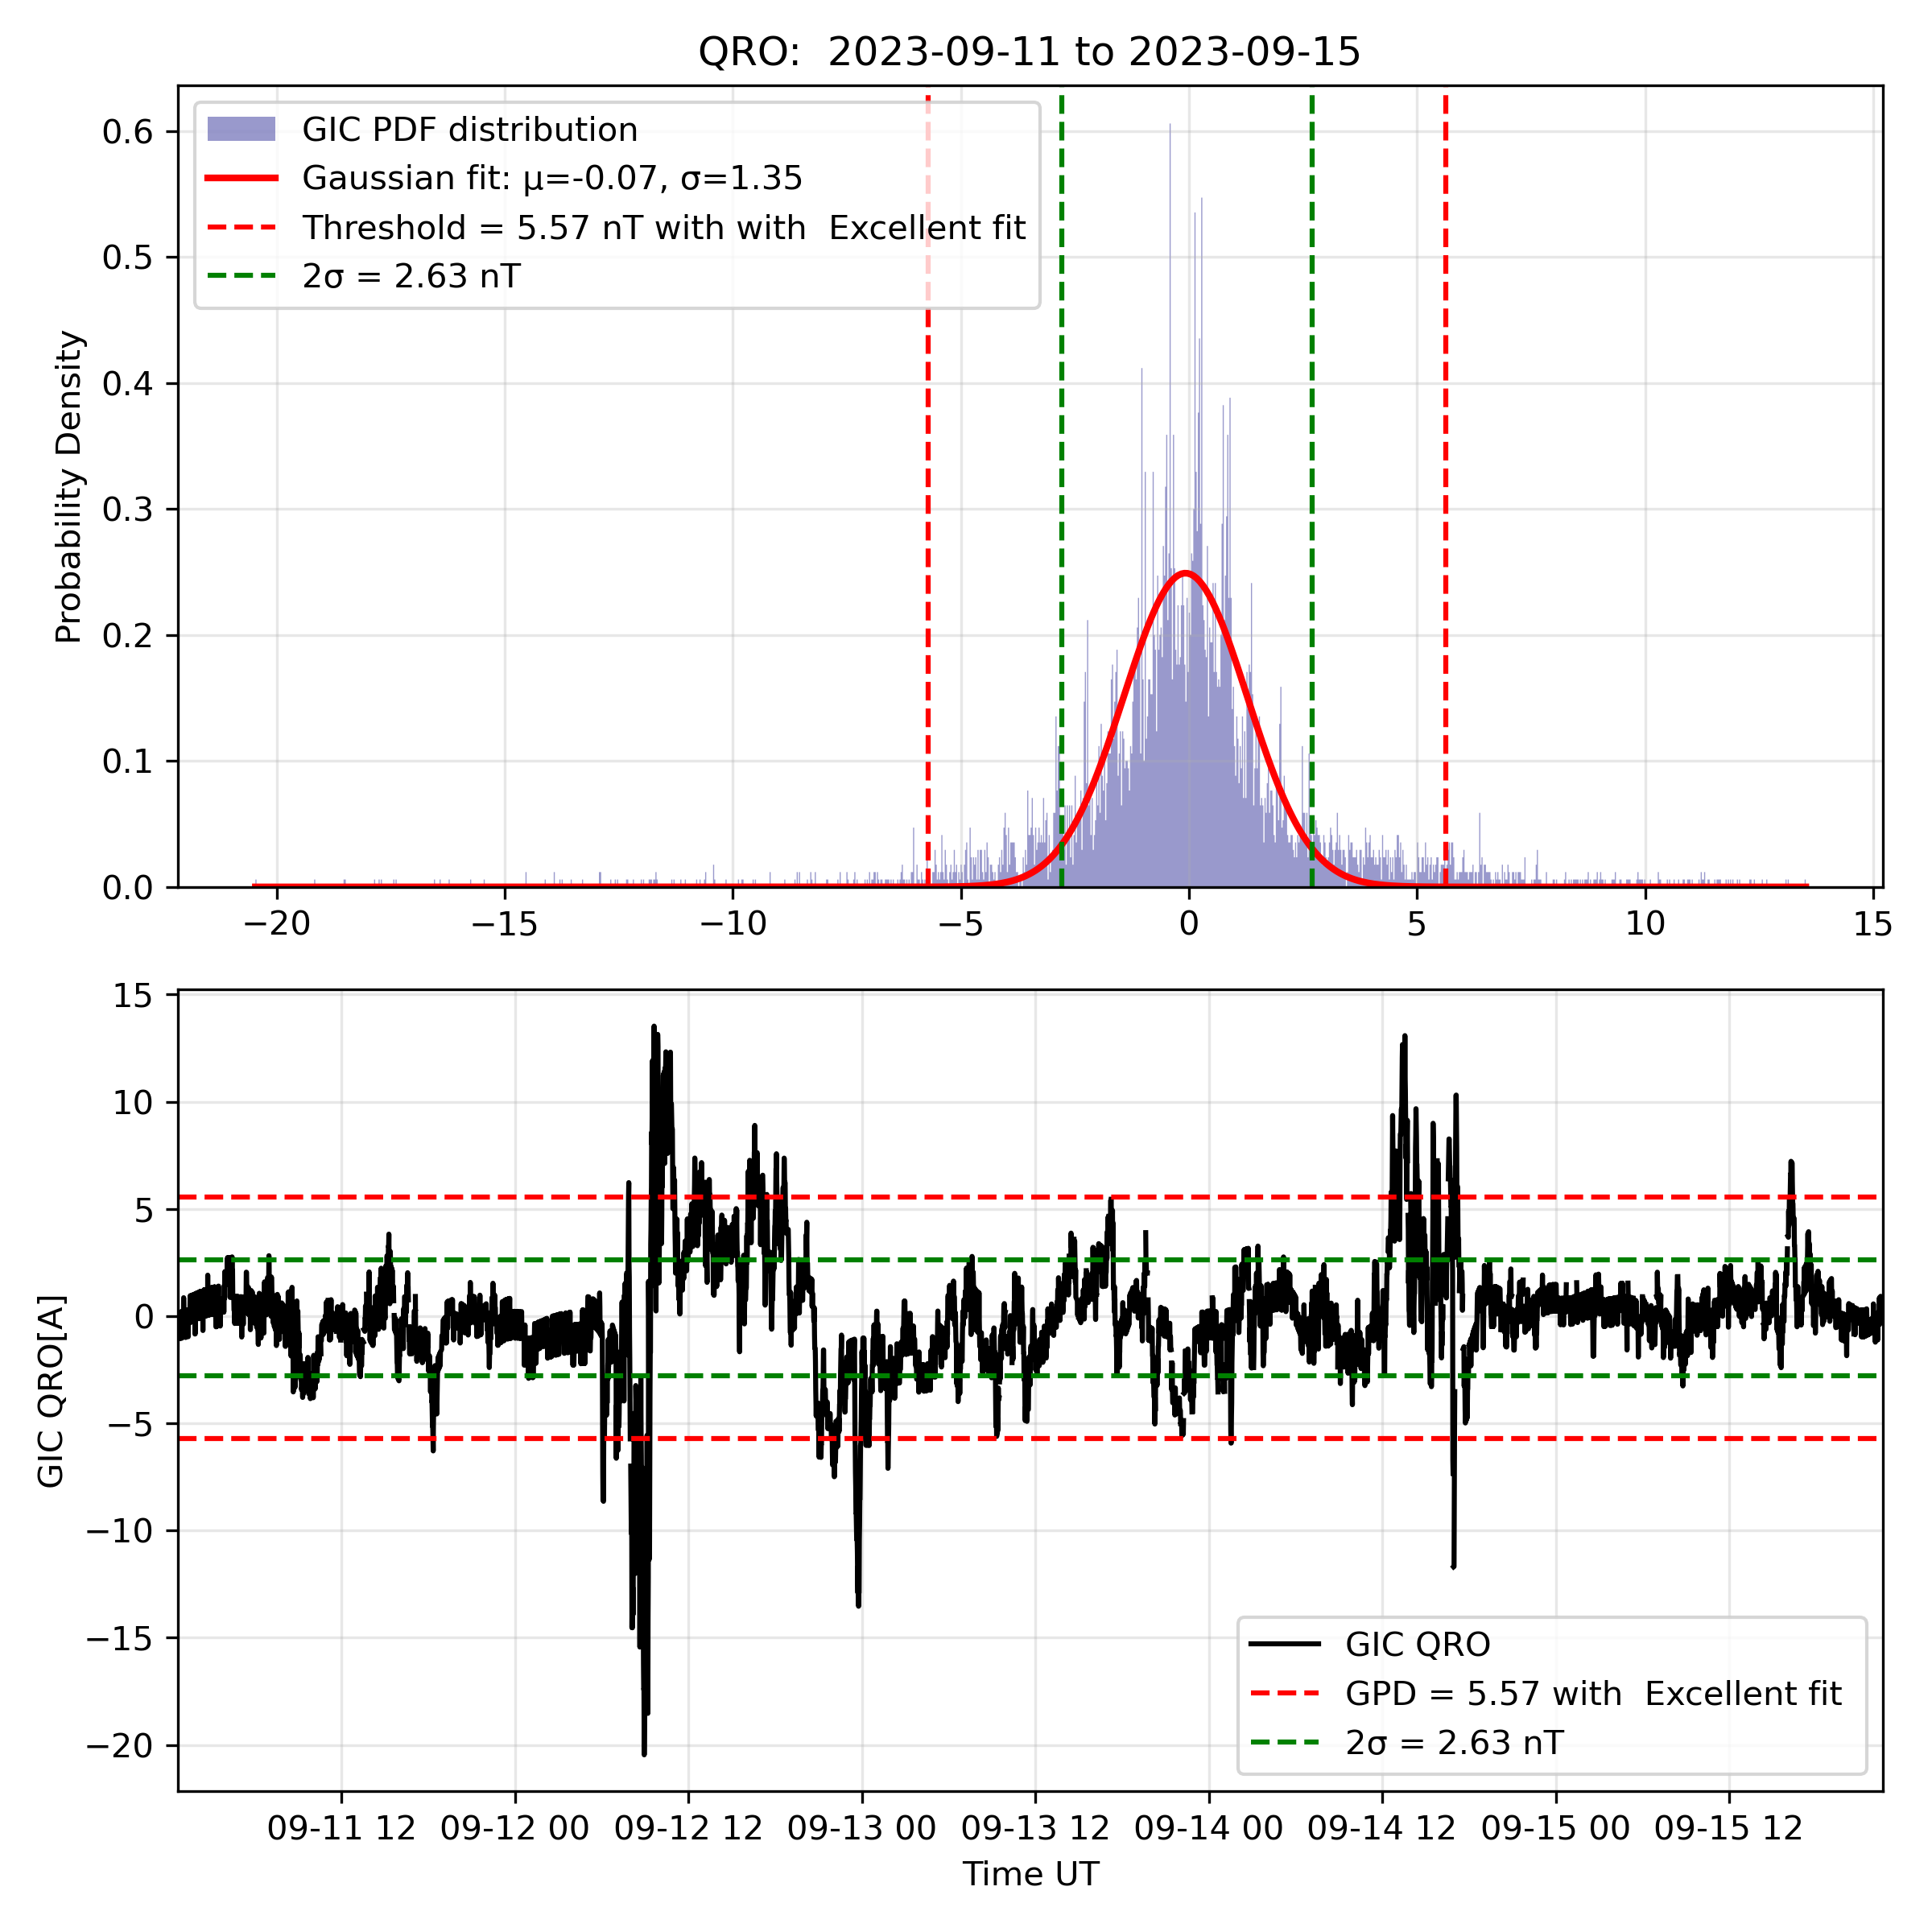 QRO:  2023-09-11 to 2023-09-15
GIC PDF distribution
Gaussian fit: μ=-0.07, σ=1.35
Threshold = 5.57 nT with with  Excellent fit
2σ = 2.63 nT
Probability Density
0.6
0.5
0.4
0.3
0.2
0.1
0.0
−20 −15 −10 −5 0 5 10 15
GIC QRO[A]
15
10
5
0
−5
−10
−15
−20
GIC QRO
GPD = 5.57 with  Excellent fit
2σ = 2.63 nT
09-11 12 09-12 00 09-12 12 09-13 00 09-13 12 09-14 00 09-14 12 09-15 00 09-15 12
Time UT